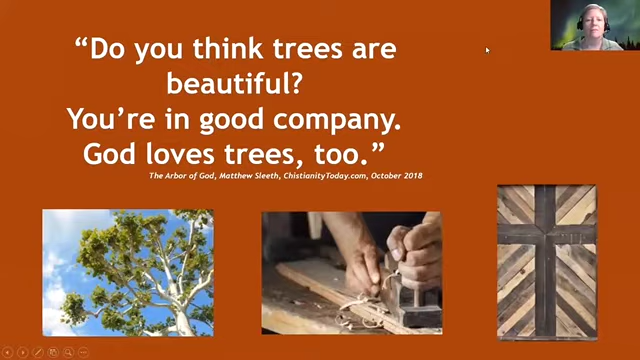 “Do you think trees are
beautiful?
You’re in good company.
God loves trees, too.”
The Arbor of God, Matthew Sleeth, ChistianityToday.com, October 2018